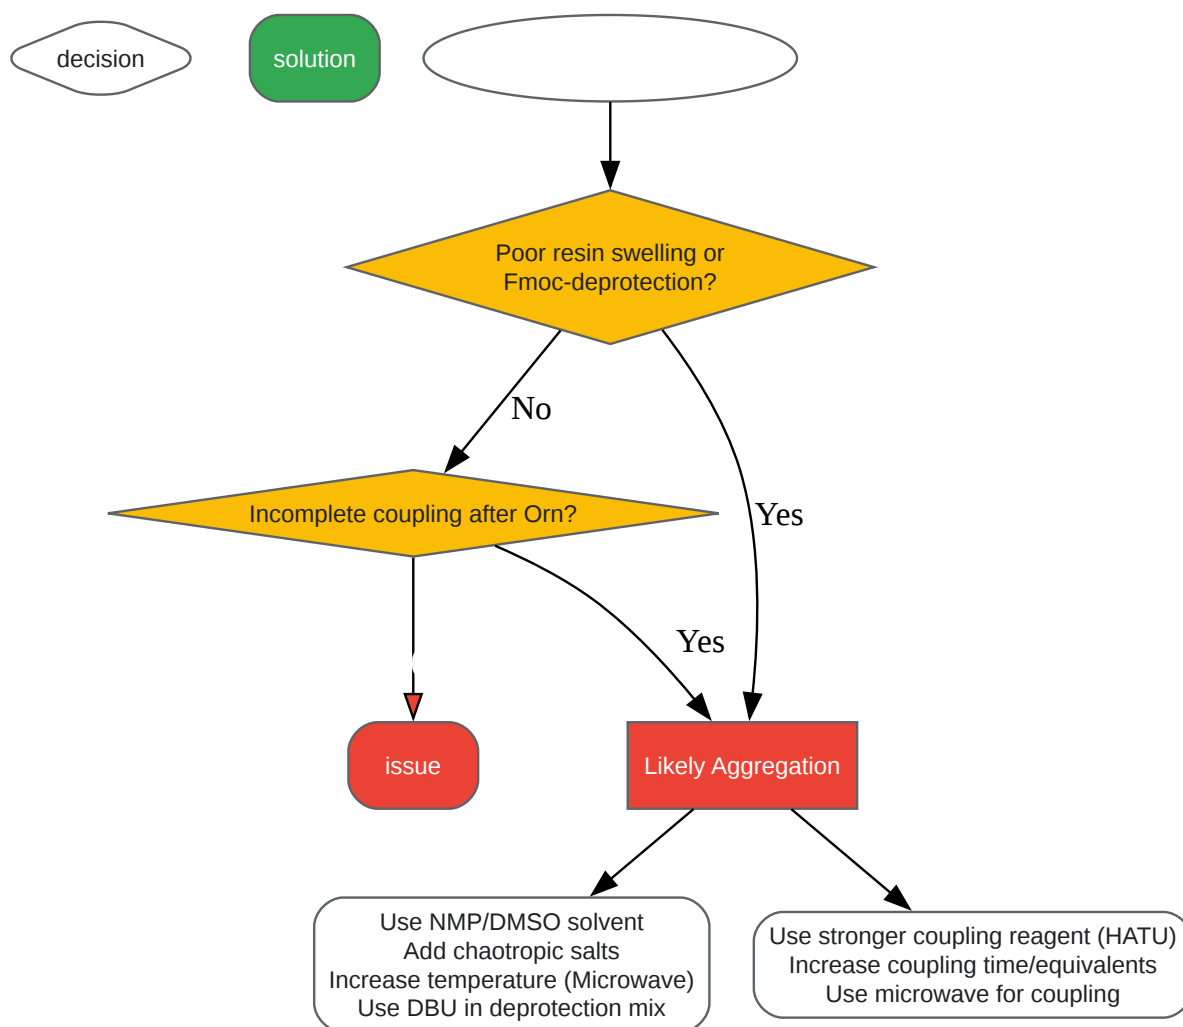 decision
solution
Poor resin swelling or
Fmoc-deprotection?
No
Incomplete coupling after Orn?
Yes
Yes
issue
Likely Aggregation
Use NMP/DMSO solvent
Add chaotropic salts
Increase temperature (Microwave)
Use DBU in deprotection mix
Use stronger coupling reagent (HATU)
Increase coupling time/equivalents
Use microwave for coupling